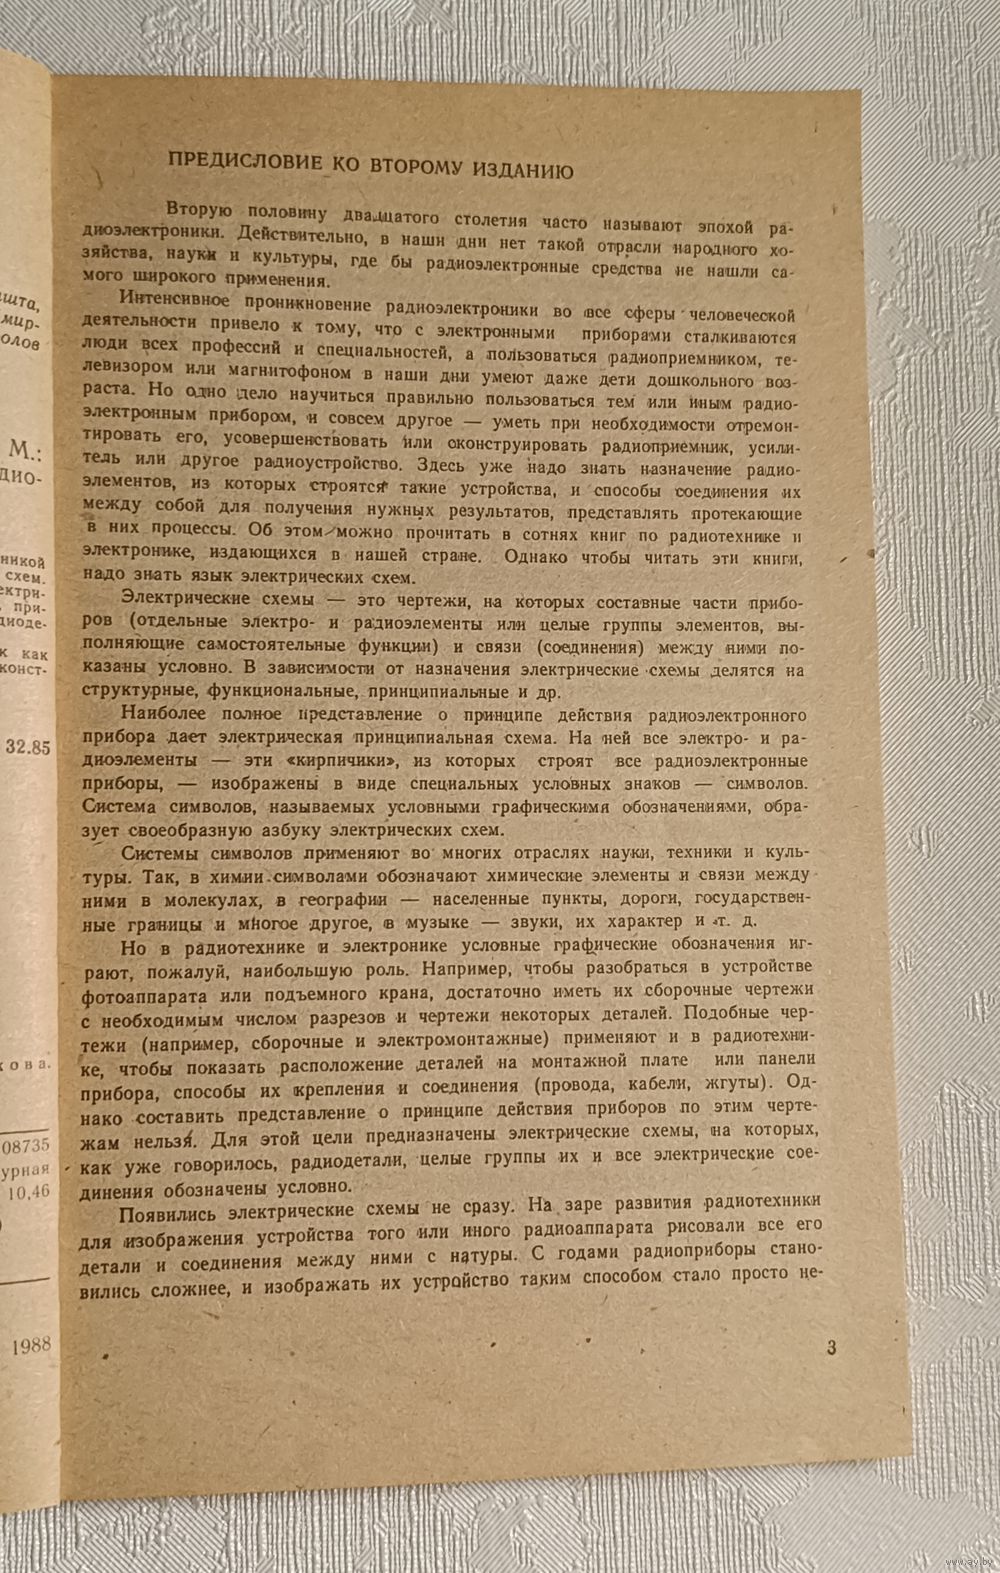 ишта,
мир-
олов
М.:
дио-
никой
схем.
ектри-
при-
диоде-
к как
конст-
32.85
кова.
08735
урная
10,46
)
1988
ПРЕДИСЛОВИЕ КО ВТОРОМУ ИЗДАНИЮ
Вторую половину двадцатого столетия часто называют эпохой ра-
диоэлектроники. Действительно, в наши дни нет такой отрасли народного хо-
зяйства, науки и культуры, где бы радиоэлектронные средства не нашли са-
мого широкого применения.
Интенсивное проникновение радиоэлектроники во все сферы человеческой
деятельности привело к тому, что с электронными приборами сталкиваются
люди всех профессий и специальностей, а пользоваться радиоприемником, те-
левизором или магнитофоном в наши дни умеют даже дети дошкольного воз-
раста. Но одно дело научиться правильно пользоваться тем или иным радио-
электронным прибором, и совсем другое — уметь при необходимости отремон-
тировать его, усовершенствовать или сконструировать радиоприемник, усили-
тель или другое радиоустройство. Здесь уже надо знать назначение радио-
элементов, из которых строятся такие устройства, и способы соединения их
между собой для получения нужных результатов, представлять протекающие
в них процессы. Об этом можно прочитать в сотнях книг по радиотехнике и
электронике, издающихся в нашей стране. Однако чтобы читать эти книги,
надо знать язык электрических схем.
Электрические схемы — это чертежи, на которых составные части прибо-
ров (отдельные электро- и радиоэлементы или целые группы элементов, вы-
полняющие самостоятельные функции) и связи (соединения) между ними по-
казаны условно. В зависимости от назначения электрические схемы делятся на
структурные, функциональные, принципиальные и др.
Наиболее полное представление о принципе действия радиоэлектронного
прибора дает электрическая принципиальная схема. На ней все электро- и ра-
диоэлементы — эти «кирпичики», из которых строят все радиоэлектронные
приборы, — изображены в виде специальных условных знаков — символов.
Система символов, называемых условными графическими обозначениями, обра-
зует своеобразную азбуку электрических схем.
Системы символов применяют во многих отраслях науки, техники и куль-
туры. Так, в химии символами обозначают химические элементы и связи между
ними в молекулах, в географии — населенные пункты, дороги, государствен-
ные границы и многое другое, в музыке — звуки, их характер и т. д.
Но в радиотехнике и электронике условные графические обозначения иг-
рают, пожалуй, наибольшую роль. Например, чтобы разобраться в устройстве
фотоаппарата или подъемного крана, достаточно иметь их сборочные чертежи
с необходимым числом разрезов и чертежи некоторых деталей. Подобные чер-
тежи (например, сборочные и электромонтажные) применяют и в радиотехни-
ке, чтобы показать расположение деталей на монтажной плате или панели
прибора, способы их крепления и соединения (провода, кабели, жгуты). Од-
нако составить представление о принципе действия приборов по этим черте-
жам нельзя. Для этой цели предназначены электрические схемы, на которых,
как уже говорилось, радиодетали, целые группы их и все электрические сое-
динения обозначены условно.
Появились электрические схемы не сразу. На заре развития радиотехники
для изображения устройства того или иного радиоаппарата рисовали все его
детали и соединения между ними с натуры. С годами радиоприборы стано-
вились сложнее, и изображать их устройство таким способом стало просто не-
3
www.ay.by